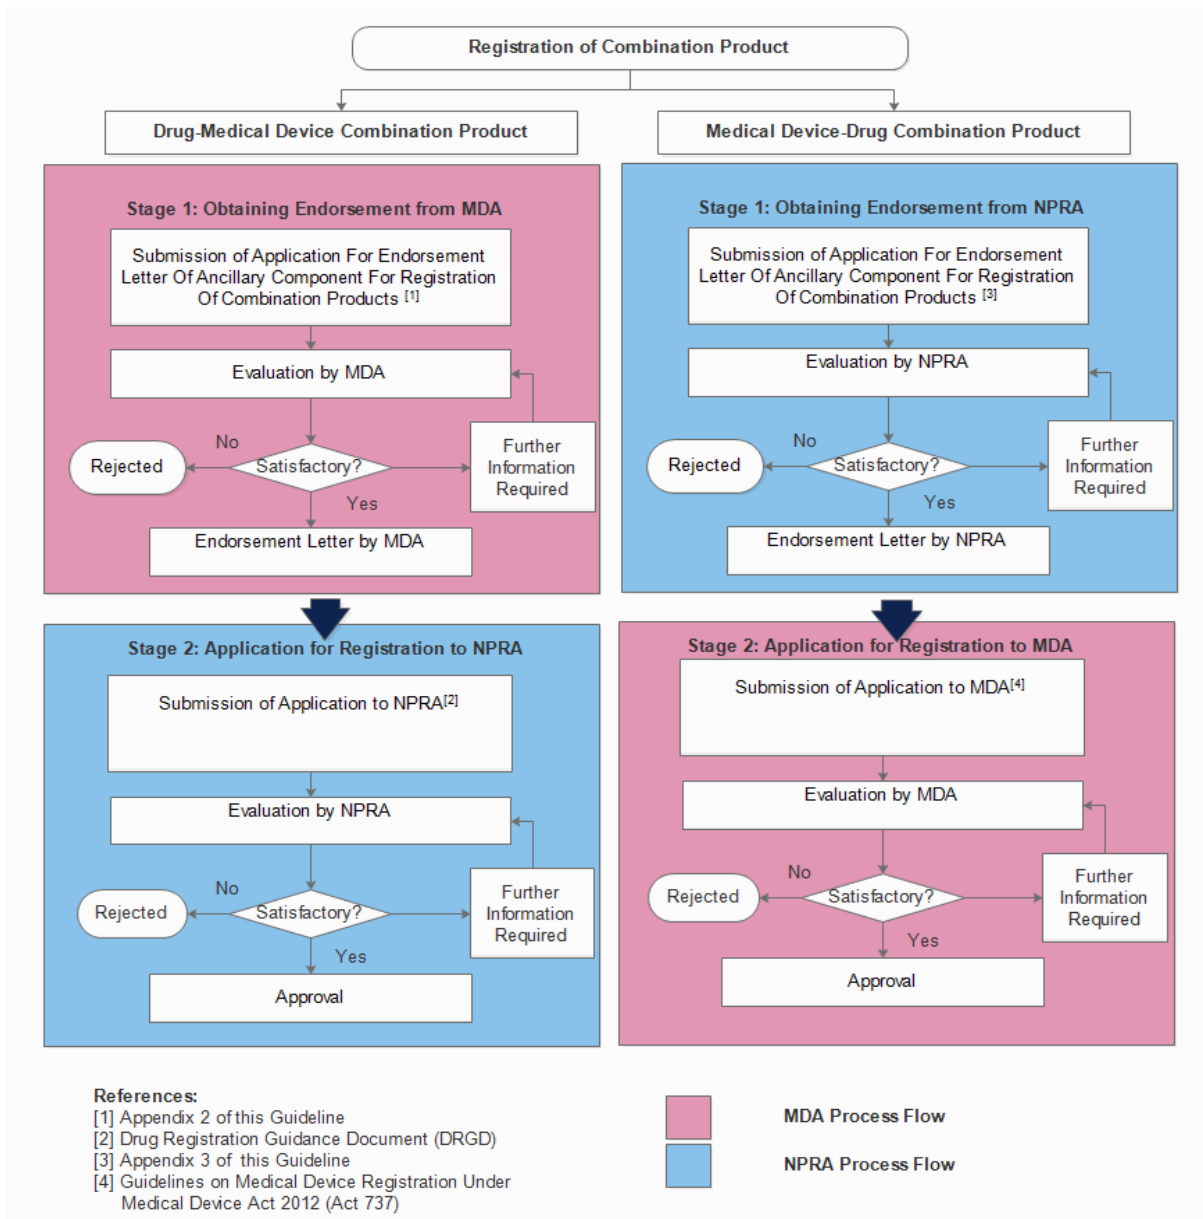 Registration of Combination Product
Drug-Medical Device Combination Product
Medical Device-Drug Combination Product
Stage 1: Obtaining Endorsement from MDA
Submission of Application For Endorsement
Letter Of Ancillary Component For Registration
Of Combination Products [1]
Evaluation by MDA
No
Rejected
Satisfactory?
Further
Information
Required
Yes
Endorsement Letter by MDA
Stage 2: Application for Registration to NPRA
Submission of Application to NPRA[2]
Evaluation by NPRA
No
Rejected
Satisfactory?
Further
Information
Required
Yes
Approval
Stage 1: Obtaining Endorsement from NPRA
Submission of Application For Endorsement
Letter Of Ancillary Component For Registration
Of Combination Products [3]
Evaluation by NPRA
No
Rejected
Satisfactory?
Further
Information
Required
Yes
Endorsement Letter by NPRA
Stage 2: Application for Registration to MDA
Submission of Application to MDA[4]
Evaluation by MDA
No
Rejected
Satisfactory?
Further
Information
Required
Yes
Approval
References:
[1] Appendix 2 of this Guideline
[2] Drug Registration Guidance Document (DRGD)
[3] Appendix 3 of this Guideline
[4] Guidelines on Medical Device Registration Under
Medical Device Act 2012 (Act 737)
MDA Process Flow
NPRA Process Flow